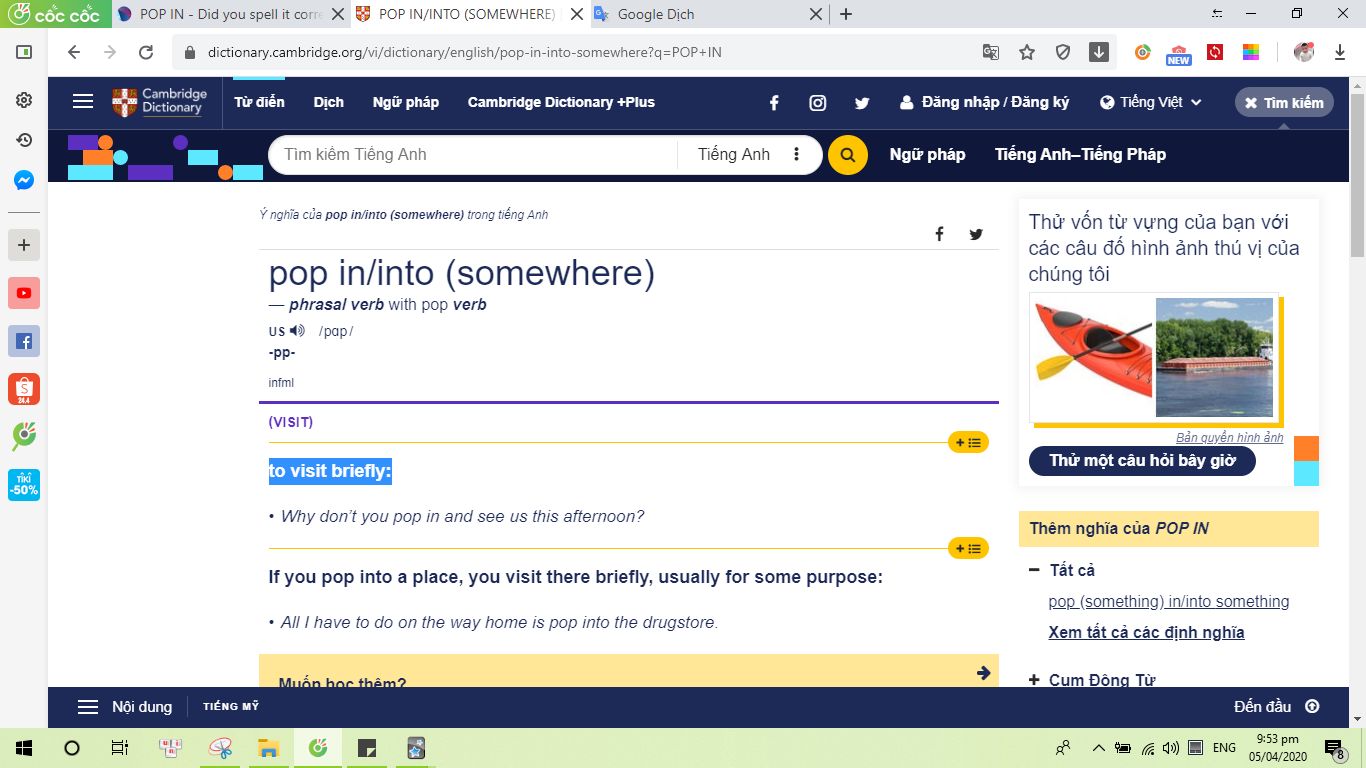 cốc cốc
POP IN - Did you spell it corre
POP IN/INTO (SOMEWHERE)
Google Dịch
dictionary.cambridge.org/vi/dictionary/english/pop-in-into-somewhere?q=POP+IN
NEW
Cambridge Dictionary
Từ điển
Dịch
Ngữ pháp
Cambridge Dictionary +Plus
Đăng nhập / Đăng ký
Tiếng Việt
Tìm kiếm
Tìm kiếm Tiếng Anh
Tiếng Anh
Ngữ pháp
Tiếng Anh–Tiếng Pháp
Ý nghĩa của pop in/into (somewhere) trong tiếng Anh
pop in/into (somewhere)
— phrasal verb with pop verb
US /pɑp/
-pp-
infml
(VISIT)
to visit briefly:
• Why don’t you pop in and see us this afternoon?
If you pop into a place, you visit there briefly, usually for some purpose:
• All I have to do on the way home is pop into the drugstore.
Muốn học thêm?
Thử vốn từ vựng của bạn với
các câu đố hình ảnh thú vị của
chúng tôi
Bản quyền hình ảnh
Thử một câu hỏi bây giờ
Thêm nghĩa của POP IN
Tất cả
pop (something) in/into something
Xem tất cả các định nghĩa
Cụm Động Từ
24.4
TIKI
-50%
Nội dung
TIẾNG MỸ
Đến đầu
ENG
9:53 pm
05/04/2020
8